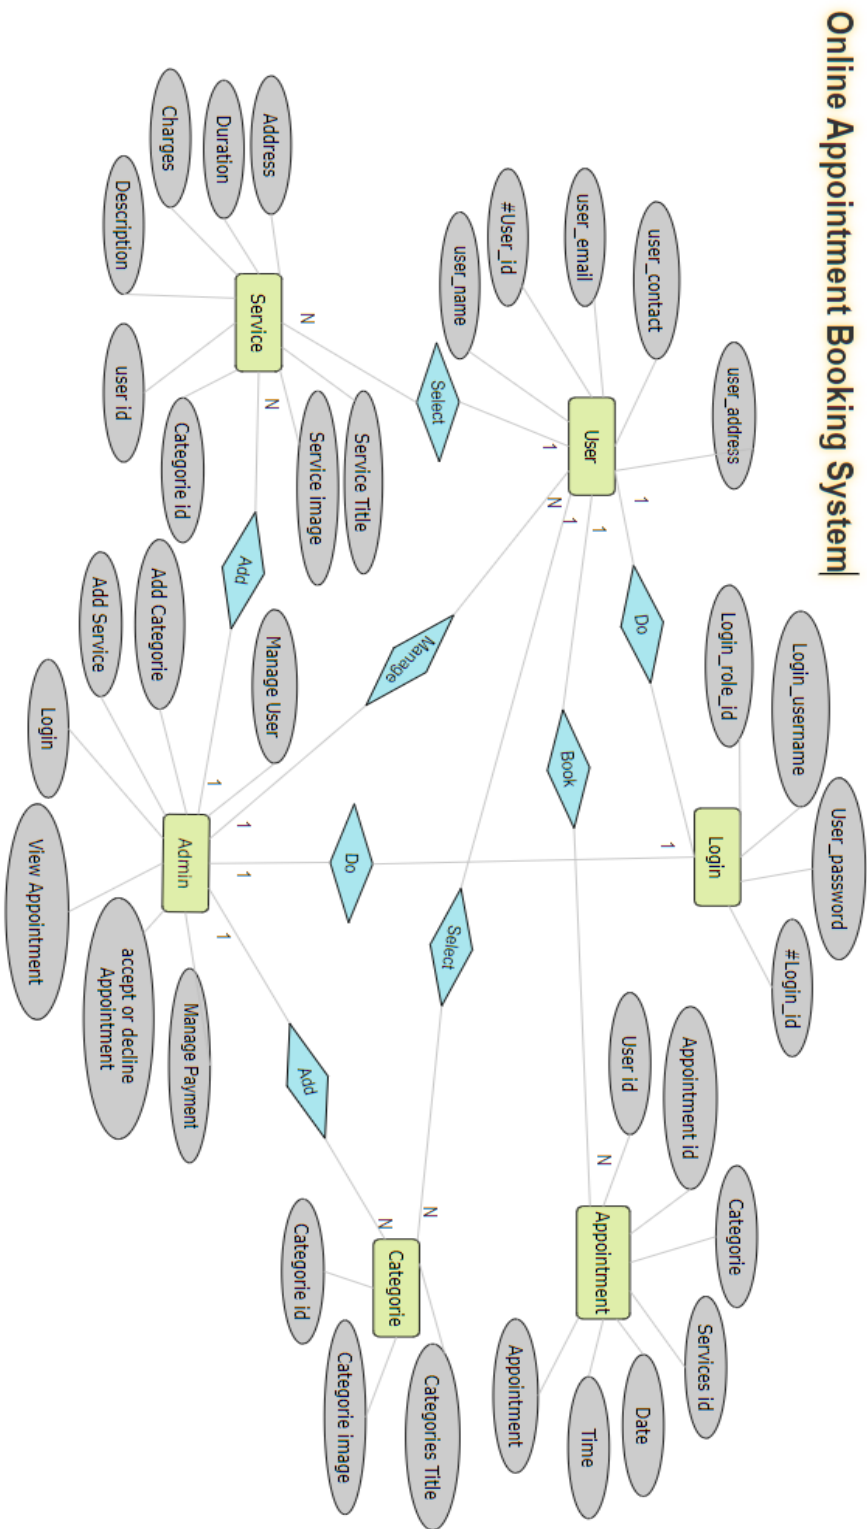 Online Appointment Booking System
user_address
user_contact
user_email
#User_id
user_name
User
Login_username
User_password
Login_role_id
#Login_id
Login
Do
1
1
Appointment id
Categorie
Services id
User id
Date
Time
Appointment
Appointment
Book
1
N
Select
1
N
Address
Duration
Charges
Description
user id
Categorie id
Service image
Service Title
Service
Manage
N
1
Select
1
N
Do
1
Add
N
1
Manage User
Add Categorie
Add Service
Login
View Appointment
accept or decline
Appointment
Manage Payment
Admin
Add
1
N
Categorie
Categorie id
Categorie image
Categories Title